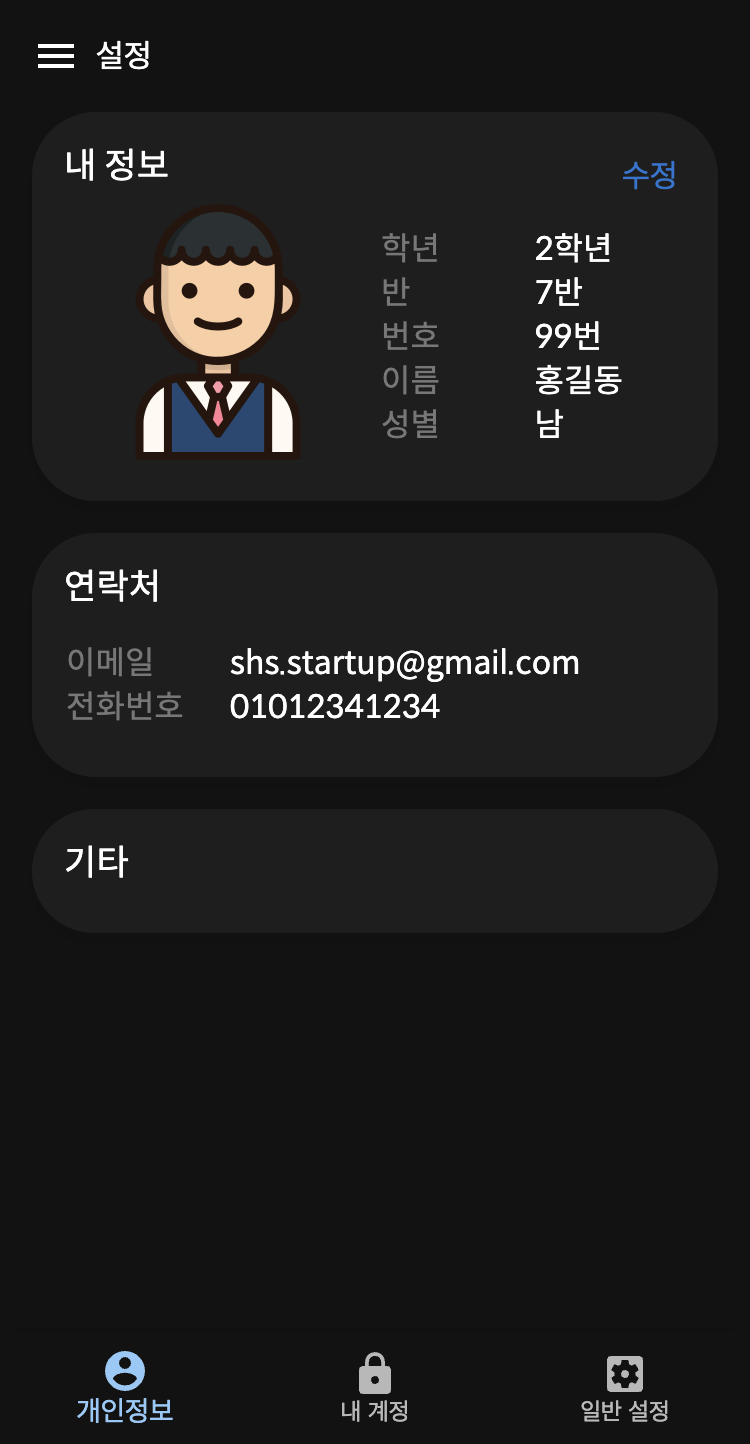 설정
내 정보
수정
학년 2학년
반 7반
번호 99번
이름 홍길동
성별 남
연락처
이메일 shs.startup@gmail.com
전화번호 01012341234
기타
개인정보 내 계정 일반 설정